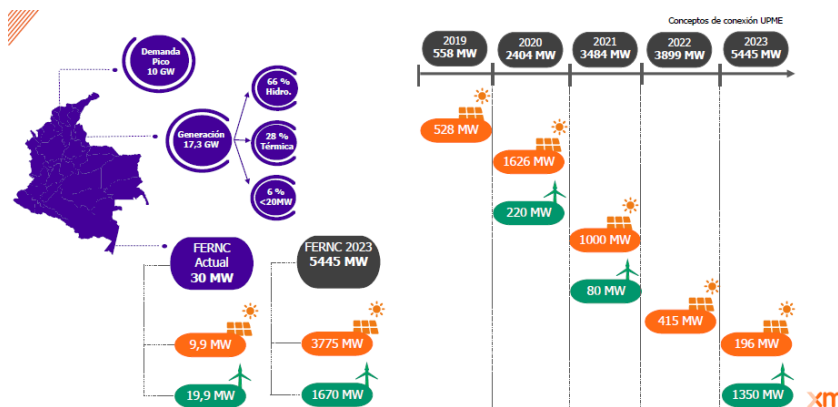 Conceptos de conexión UPME
Demanda
Pico
10 GW
Generación
17,3 GW
66 %
Hidro.
28 %
Térmica
6 %
<20MW
FERNC
Actual
30 MW
9,9 MW
19,9 MW
FERNC 2023
5445 MW
3775 MW
1670 MW
2019
558 MW
2020
2404 MW
2021
3484 MW
2022
3899 MW
2023
5445 MW
528 MW
1626 MW
220 MW
1000 MW
80 MW
415 MW
196 MW
1350 MW
xm